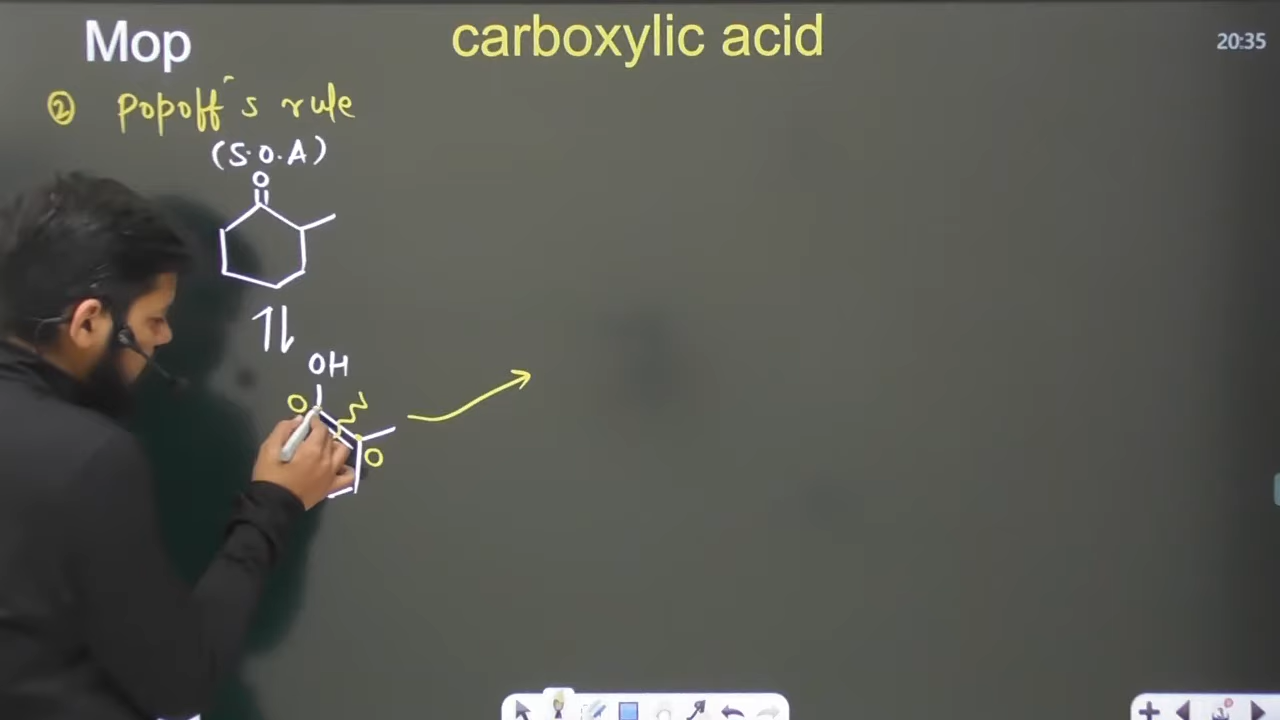 Mop
carboxylic acid
20:35
② Popoff's rule
(S.O.A)
O
OH
O
O